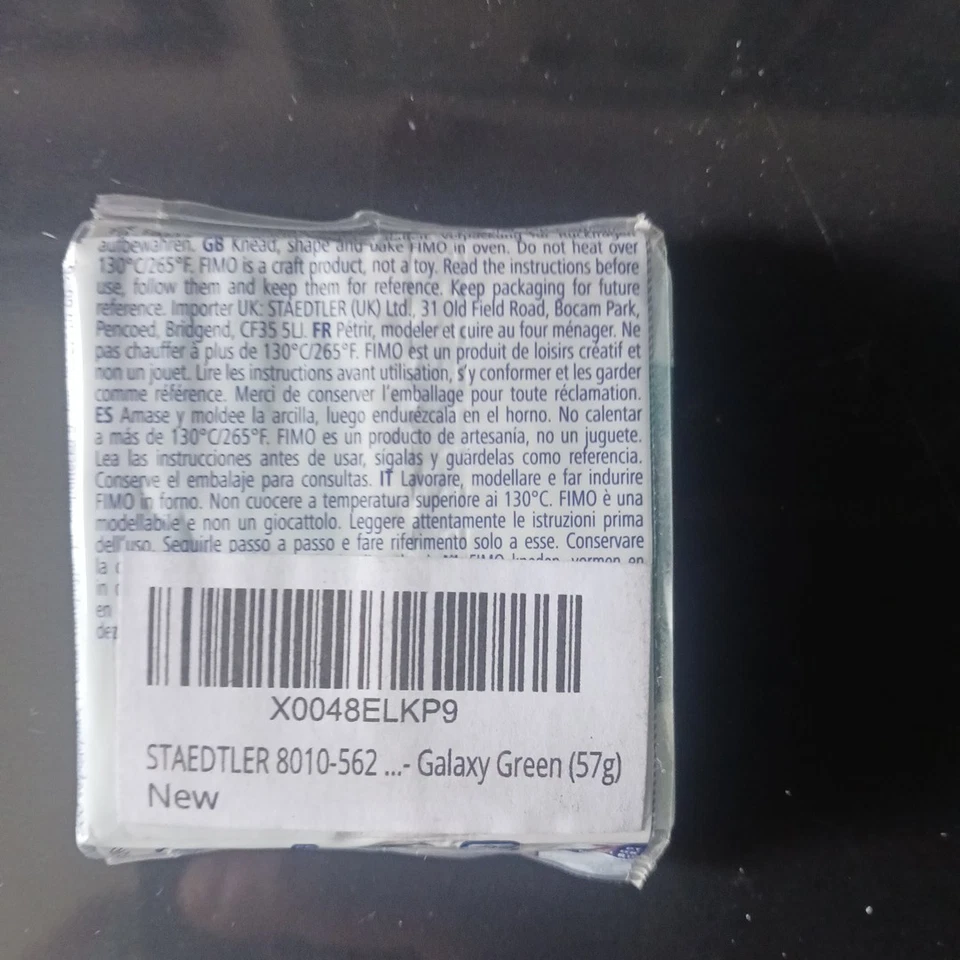 aufbewahren. GB Knead, shape and bake FIMO in oven. Do not heat over
130°C/265°F. FIMO is a craft product, not a toy. Read the instructions before
use, follow them and keep them for reference. Keep packaging for future
reference. Importer UK: STAEDTLER (UK) Ltd., 31 Old Field Road, Bocam Park,
Pencoed, Bridgend, CF35 5LJ. FR Pétrir, modeler et cuire au four ménager. Ne
pas chauffer à plus de 130°C/265°F. FIMO est un produit de loisirs créatif et
non un jouet. Lire les instructions avant utilisation, s'y conformer et les garder
comme référence. Merci de conserver l'emballage pour toute réclamation.
ES Amase y moldee la arcilla, luego endurézcala en el horno. No calentar
a más de 130°C/265°F. FIMO es un producto de artesanía, no un juguete.
Lea las instrucciones antes de usar, sígalas y guárdelas como referencia.
Conserve el embalaje para consultas. IT Lavorare, modellare e far indurire
FIMO in forno. Non cuocere a temperatura superiore ai 130°C. FIMO è una
modellabile e non un giocattolo. Leggere attentamente le istruzioni prima
dell'uso. Seguirle passo a passo e fare riferimento solo a esse. Conservare
la
FIMO kneden, vormen en
in
en
X0048ELKP9
STAEDTLER 8010-562 ...- Galaxy Green (57g)
New